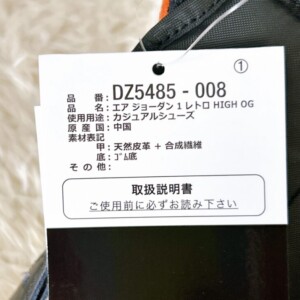 ①
品　　番：DZ5485 - 008
品　　名：エア ジョーダン 1 レトロ HIGH OG
使用用途：カジュアルシューズ
原 産 国：中国
素材表記
甲：天然皮革 + 合成繊維
底：ｺﾞﾑ底
そ の 他：
取扱説明書
ご使用前に必ずお読み下さい